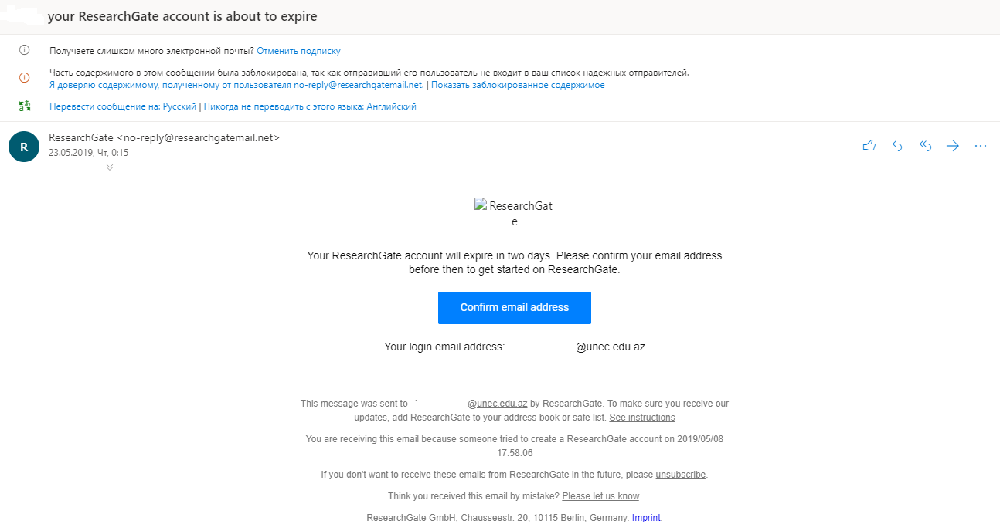 your ResearchGate account is about to expire
Получаете слишком много электронной почты? Отменить подписку
Часть содержимого в этом сообщении была заблокирована, так как отправивший его пользователь не входит в ваш список надежных отправителей.
Я доверяю содержимому, полученному от пользователя no-reply@researchgatemail.net. | Показать заблокированное содержимое
Перевести сообщение на: Русский | Никогда не переводить с этого языка: Английский
R
ResearchGate <no-reply@researchgatemail.net>
23.05.2019, Чт, 0:15
ResearchGat
e
Your ResearchGate account will expire in two days. Please confirm your email address
before then to get started on ResearchGate.
Confirm email address
Your login email address: @unec.edu.az
This message was sent to @unec.edu.az by ResearchGate. To make sure you receive our
updates, add ResearchGate to your address book or safe list. See instructions
You are receiving this email because someone tried to create a ResearchGate account on 2019/05/08
17:58:06
If you don't want to receive these emails from ResearchGate in the future, please unsubscribe.
Think you received this email by mistake? Please let us know.
ResearchGate GmbH, Chausseestr. 20, 10115 Berlin, Germany. Imprint.